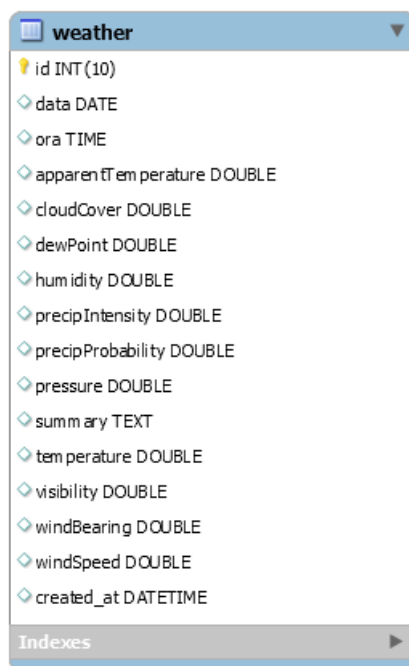 weather
id INT(10)
data DATE
ora TIME
apparentTemperature DOUBLE
cloudCover DOUBLE
dewPoint DOUBLE
humidity DOUBLE
precipIntensity DOUBLE
precipProbability DOUBLE
pressure DOUBLE
summary TEXT
temperature DOUBLE
visibility DOUBLE
windBearing DOUBLE
windSpeed DOUBLE
created_at DATETIME
Indexes